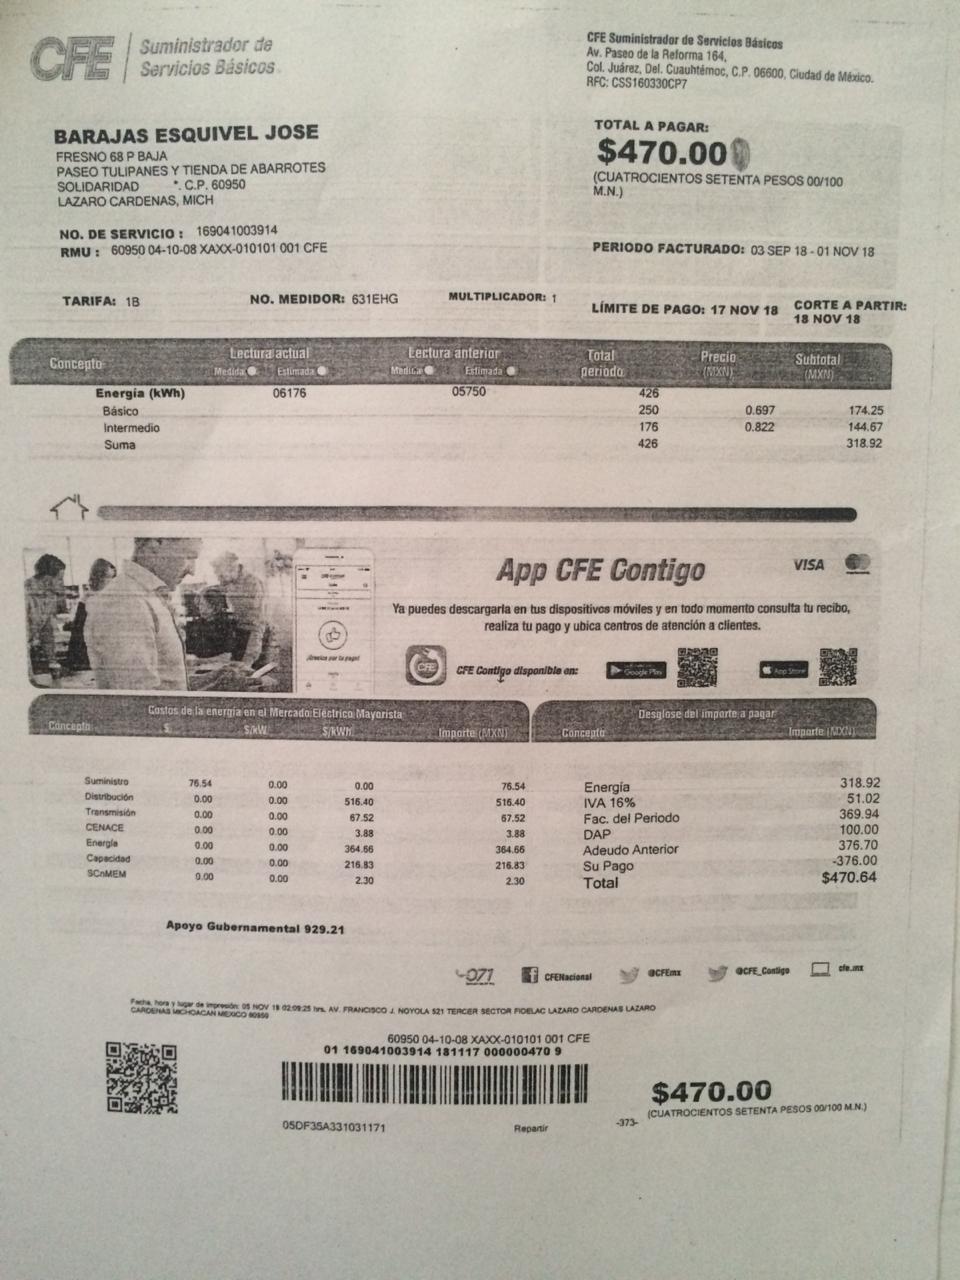 CFE
Suministrador de
Servicios Básicos
CFE Suministrador de Servicios Básicos
Av. Paseo de la Reforma 164,
Col. Juárez, Del. Cuauhtémoc, C.P. 06600, Ciudad de México.
RFC: CSS160330CP7
BARAJAS ESQUIVEL JOSE
FRESNO 68 P BAJA
PASEO TULIPANES Y TIENDA DE ABARROTES
SOLIDARIDAD *. C.P. 60950
LAZARO CARDENAS, MICH
TOTAL A PAGAR:
$470.00
(CUATROCIENTOS SETENTA PESOS 00/100
M.N.)
NO. DE SERVICIO : 169041003914
RMU : 60950 04-10-08 XAXX-010101 001 CFE
PERIODO FACTURADO: 03 SEP 18 - 01 NOV 18
TARIFA: 1B NO. MEDIDOR: 631EHG MULTIPLICADOR: 1
LÍMITE DE PAGO: 17 NOV 18 CORTE A PARTIR:
18 NOV 18
Concepto Lectura actual Lectura anterior Total Precio Subtotal
Medida Estimada Medida Estimada periodo (MXN) (MXN)
Energía (kWh) 06176 05750 426
Básico 250 0.697 174.25
Intermedio 176 0.822 144.67
Suma 426 318.92
App CFE Contigo VISA
Ya puedes descargarla en tus dispositivos móviles y en todo momento consulta tu recibo,
realiza tu pago y ubica centros de atención a clientes.
CFE
CFE Contigo disponible en: Google Play App Store
Costos de la energía en el Mercado Eléctrico Mayorista
Concepto $ $/kW $/kWh Importe (MXN)
Desglose del importe a pagar
Concepto Importe (MXN)
Suministro 76.54 0.00 0.00 76.54
Distribución 0.00 0.00 516.40 516.40
Transmisión 0.00 0.00 67.52 67.52
CENACE 0.00 0.00 3.88 3.88
Energía 0.00 0.00 364.66 364.66
Capacidad 0.00 0.00 216.83 216.83
SCnMEM 0.00 0.00 2.30 2.30
Energía 318.92
IVA 16% 51.02
Fac. del Periodo 369.94
DAP 100.00
Adeudo Anterior 376.70
Su Pago -376.00
Total $470.64
Apoyo Gubernamental 929.21
071 CFENacional @CFEmx @CFE_Contigo cfe.mx
Fecha, hora y lugar de impresión: 05 NOV 18 02:09:25 hrs. AV. FRANCISCO J. NOYOLA 521 TERCER SECTOR FIDELAC LAZARO CARDENAS LAZARO
CARDENAS MICHOACAN MEXICO 60950
60950 04-10-08 XAXX-010101 001 CFE
01 169041003914 181117 000000470 9
05DF35A331031171 Repartir -373-
$470.00
(CUATROCIENTOS SETENTA PESOS 00/100 M.N.)